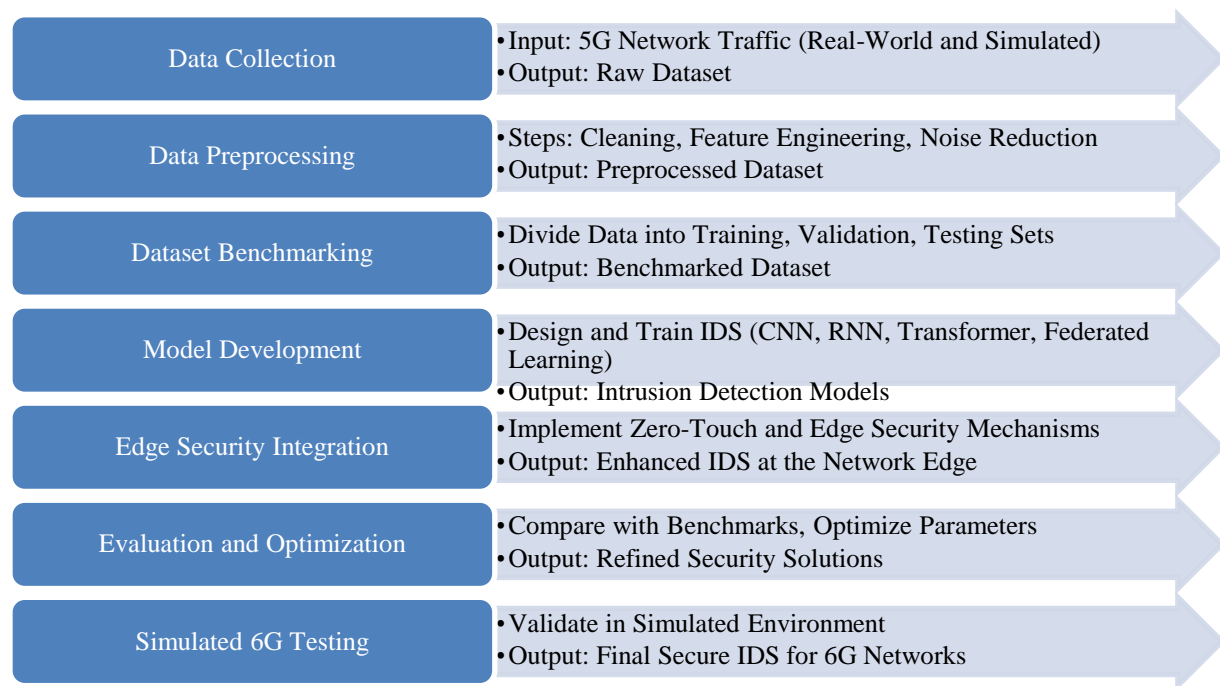 Data Collection
•Input: 5G Network Traffic (Real-World and Simulated)
•Output: Raw Dataset
Data Preprocessing
•Steps: Cleaning, Feature Engineering, Noise Reduction
•Output: Preprocessed Dataset
Dataset Benchmarking
•Divide Data into Training, Validation, Testing Sets
•Output: Benchmarked Dataset
Model Development
•Design and Train IDS (CNN, RNN, Transformer, Federated
Learning)
•Output: Intrusion Detection Models
Edge Security Integration
•Implement Zero-Touch and Edge Security Mechanisms
•Output: Enhanced IDS at the Network Edge
Evaluation and Optimization
•Compare with Benchmarks, Optimize Parameters
•Output: Refined Security Solutions
Simulated 6G Testing
•Validate in Simulated Environment
•Output: Final Secure IDS for 6G Networks